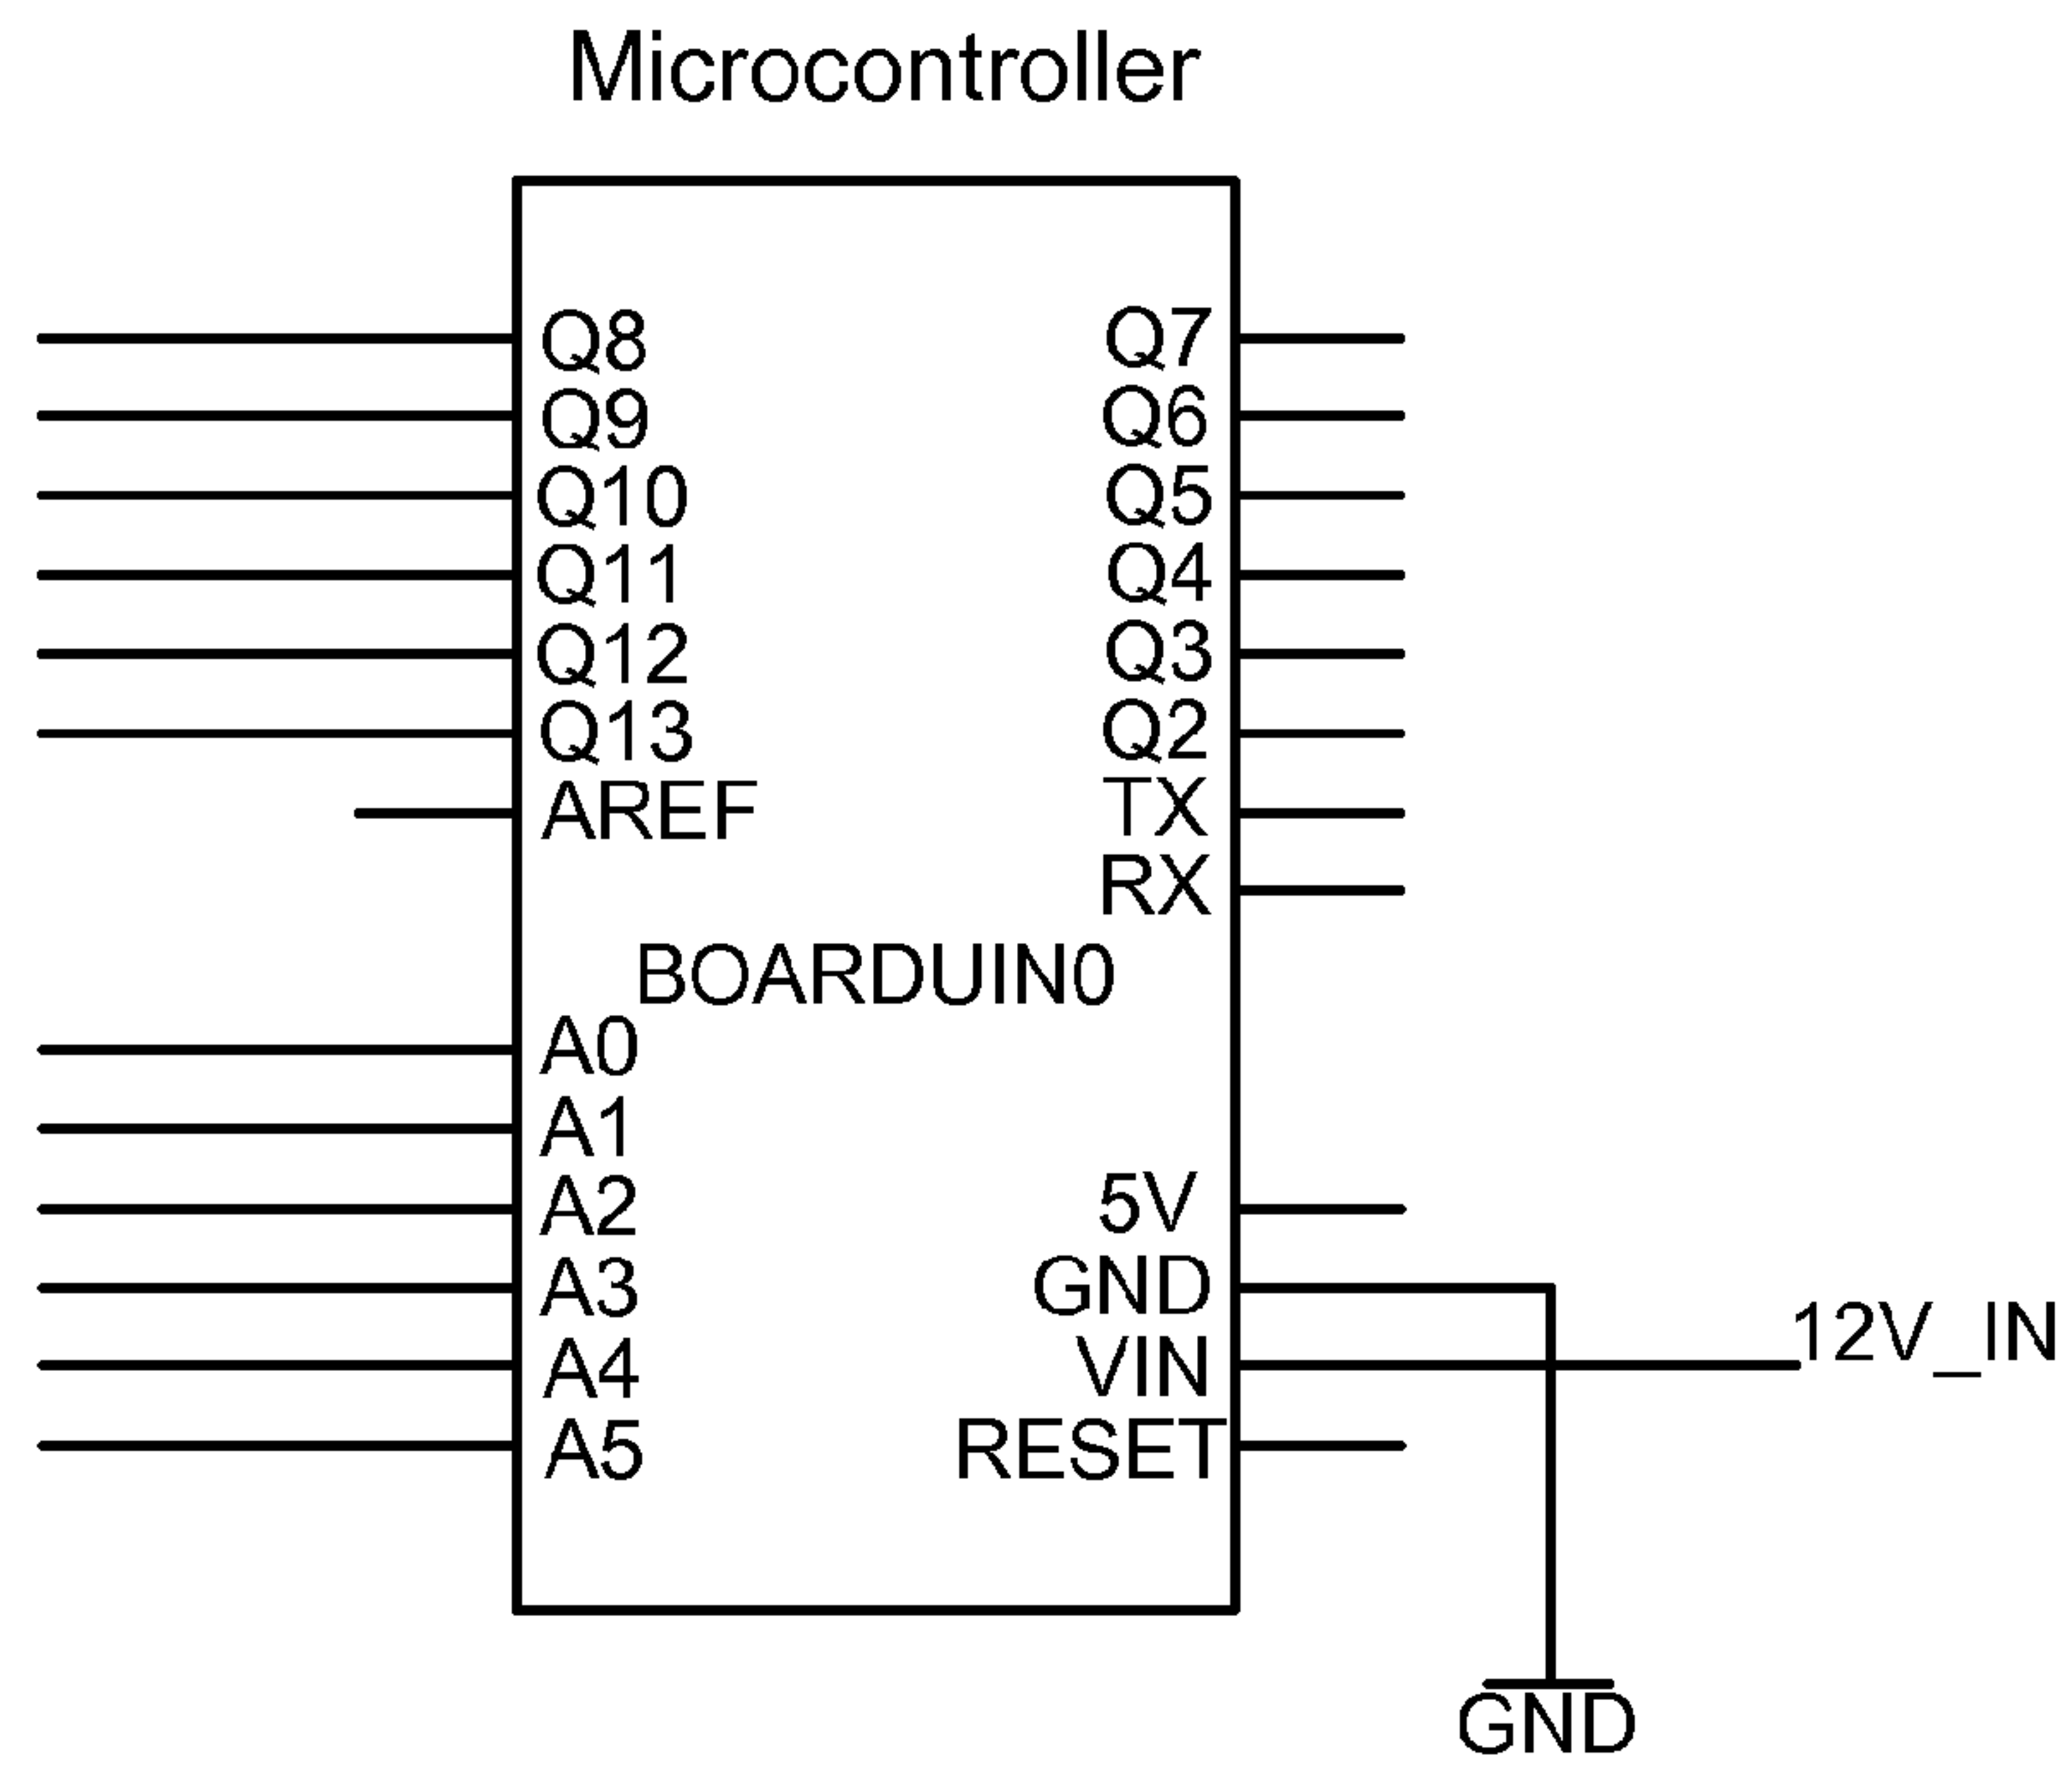 Microcontroller
Q8 Q7
Q9 Q6
Q10 Q5
Q11 Q4
Q12 Q3
Q13 Q2
AREF TX
RX
BOARDUIN0
A0
A1
A2 5V
A3 GND
A4 VIN 12V_IN
A5 RESET
GND